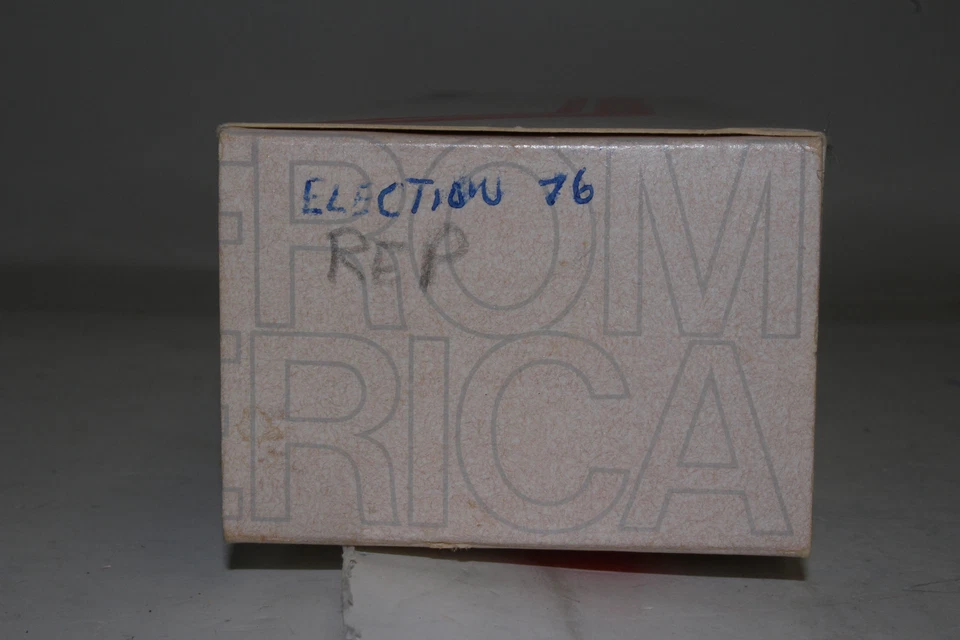 ELECTION 76
REP
FROM
ERICA